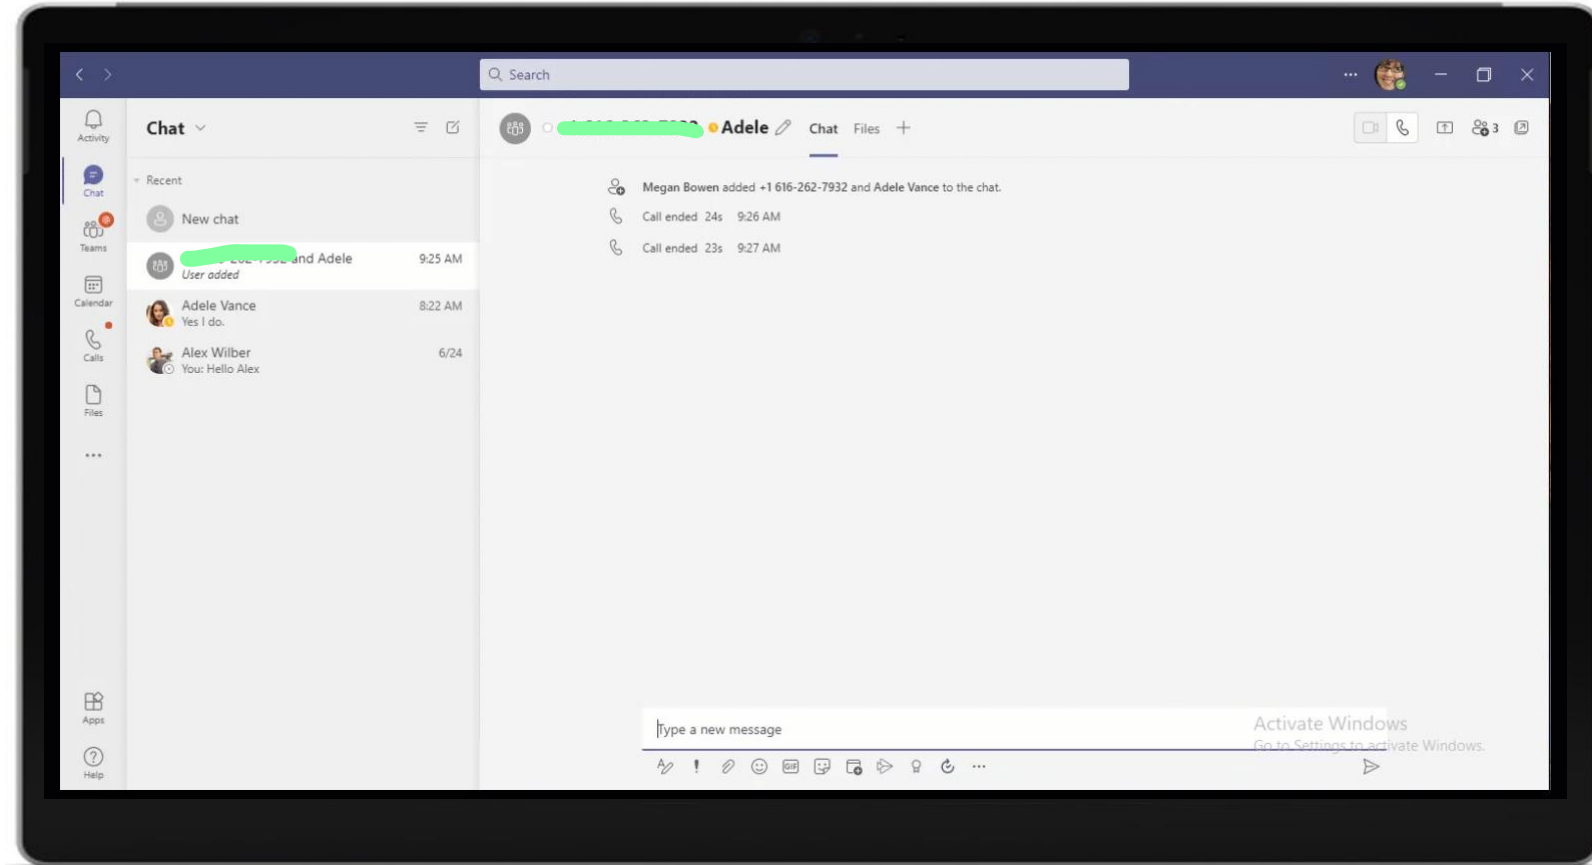 Search
Activity
Chat
Teams
Calendar
Calls
Files
Apps
Help
Chat
Recent
New chat
and Adele
9:25 AM
User added
Adele Vance
8:22 AM
Yes I do.
Alex Wilber
6/24
You: Hello Alex
Adele
Chat
Files
3
Megan Bowen added +1 616-262-7932 and Adele Vance to the chat.
Call ended 24s 9:26 AM
Call ended 23s 9:27 AM
Type a new message
GIF
Activate Windows
Go to Settings to activate Windows.